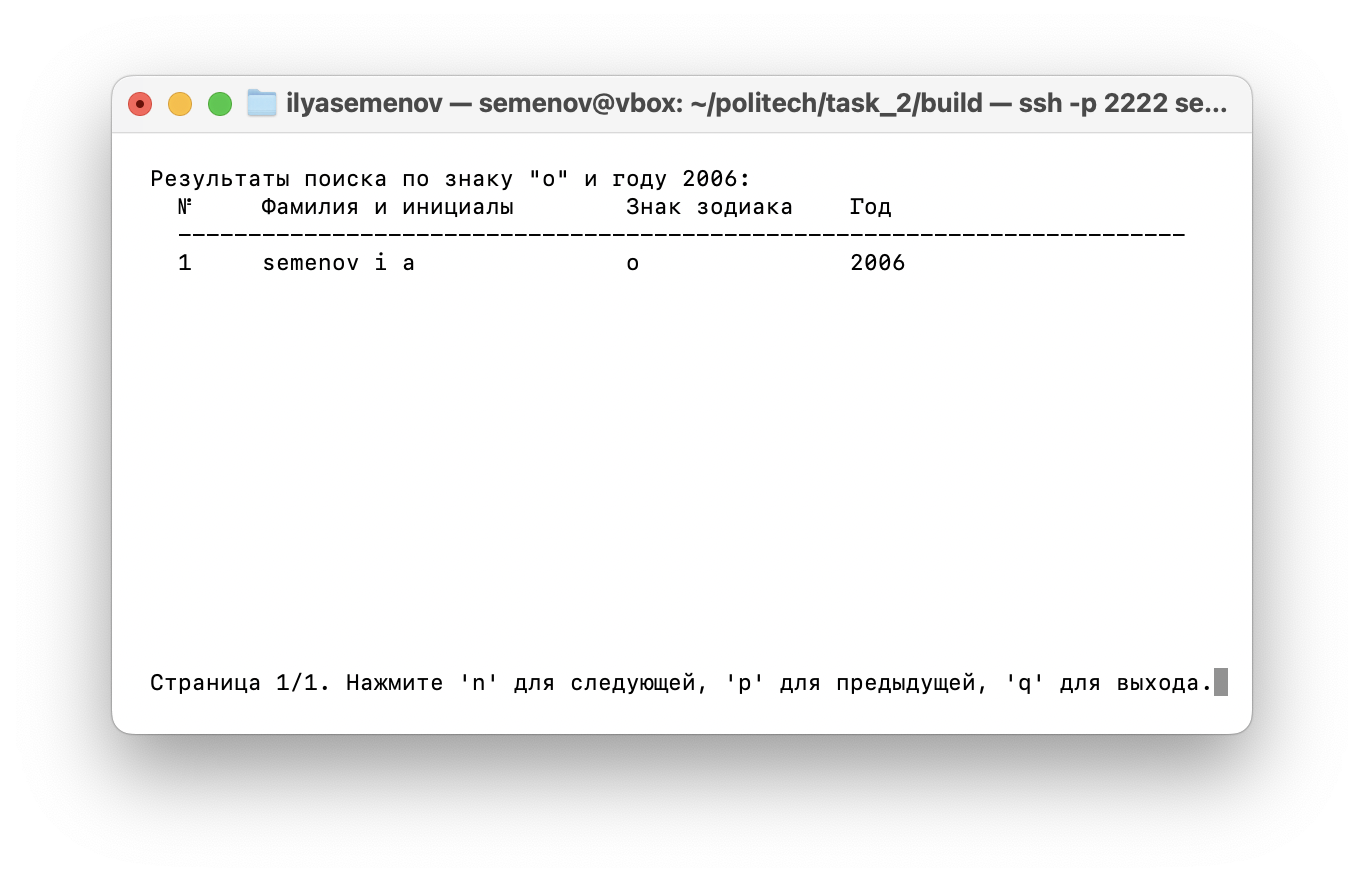 ilyasemenov — semenov@vbox: ~/politech/task_2/build — ssh -p 2222 se...
Результаты поиска по знаку "o" и году 2006:
№ Фамилия и инициалы Знак зодиака Год
------------------------------------------------------------------------
1 semenov i a o 2006
Страница 1/1. Нажмите 'n' для следующей, 'p' для предыдущей, 'q' для выхода.